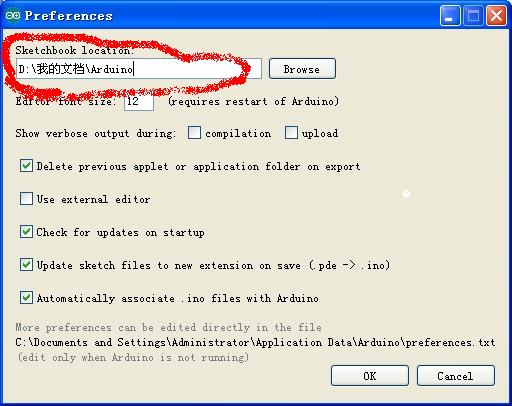 Preferences
Sketchbook location:
D:\我的文档\Arduino
Browse
Editor font size: 12 (requires restart of Arduino)
Show verbose output during: compilation upload
Delete previous applet or application folder on export
Use external editor
Check for updates on startup
Update sketch files to new extension on save (.pde -> .ino)
Automatically associate .ino files with Arduino
More preferences can be edited directly in the file
C:\Documents and Settings\Administrator\Application Data\Arduino\preferences.txt
(edit only when Arduino is not running)
OK Cancel